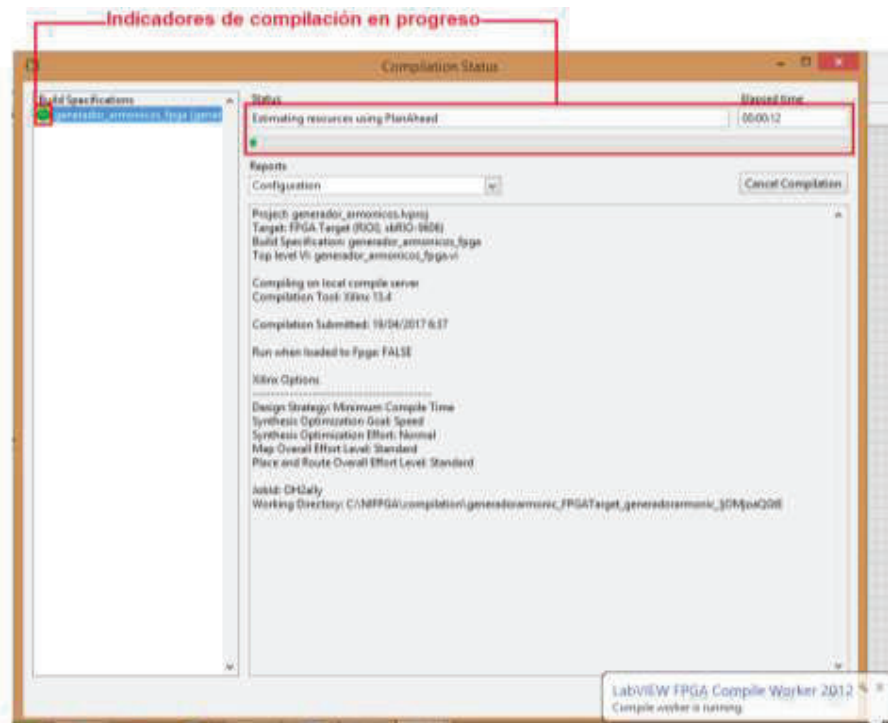 Indicadores de compilación en progreso
Compilation Status
Build Specifications
generador_armonicos_fpga (gener
Status
Elapsed time
Estimating resources using PlanAhead
00:00:12
Reports
Configuration
Cancel Compilation
Project: generador_armonicos.lvproj
Target: FPGA Target (RIO0, sbRIO-9606)
Build Specification: generador_armonicos_fpga
Top level VI: generador_armonicos_fpga.vi
Compiling on local compile server
Compilation Tool: Xilinx 13.4
Compilation Submitted: 19/04/2017 6:37
Run when loaded to Fpga: FALSE
Xilinx Options
Design Strategy: Minimum Compile Time
Synthesis Optimization Goal: Speed
Synthesis Optimization Effort: Normal
Map Overall Effort Level: Standard
Place and Route Overall Effort Level: Standard
JobId:
Working Directory:
LabVIEW FPGA Compile Worker 2012
Compile worker is running.